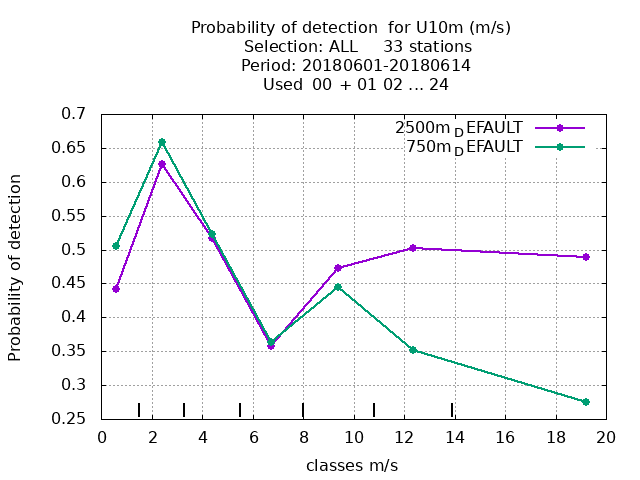 Probability of detection  for U10m (m/s)
Selection: ALL     33 stations
Period: 20180601-20180614
Used  00  + 01 02 ... 24
2500mDEFAULT
750mDEFAULT
Probability of detection
0.7
0.65
0.6
0.55
0.5
0.45
0.4
0.35
0.3
0.25
0 2 4 6 8 10 12 14 16 18 20
classes m/s